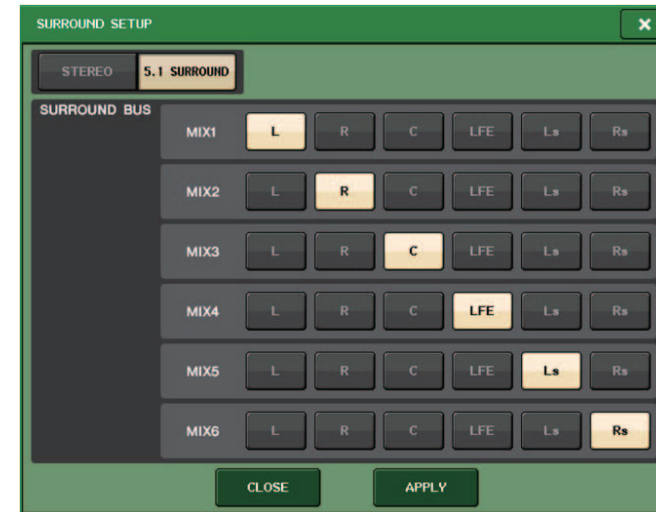 SURROUND SETUP ×
STEREO 5.1 SURROUND
SURROUND BUS
MIX1 L R C LFE Ls Rs
MIX2 L R C LFE Ls Rs
MIX3 L R C LFE Ls Rs
MIX4 L R C LFE Ls Rs
MIX5 L R C LFE Ls Rs
MIX6 L R C LFE Ls Rs
CLOSE APPLY